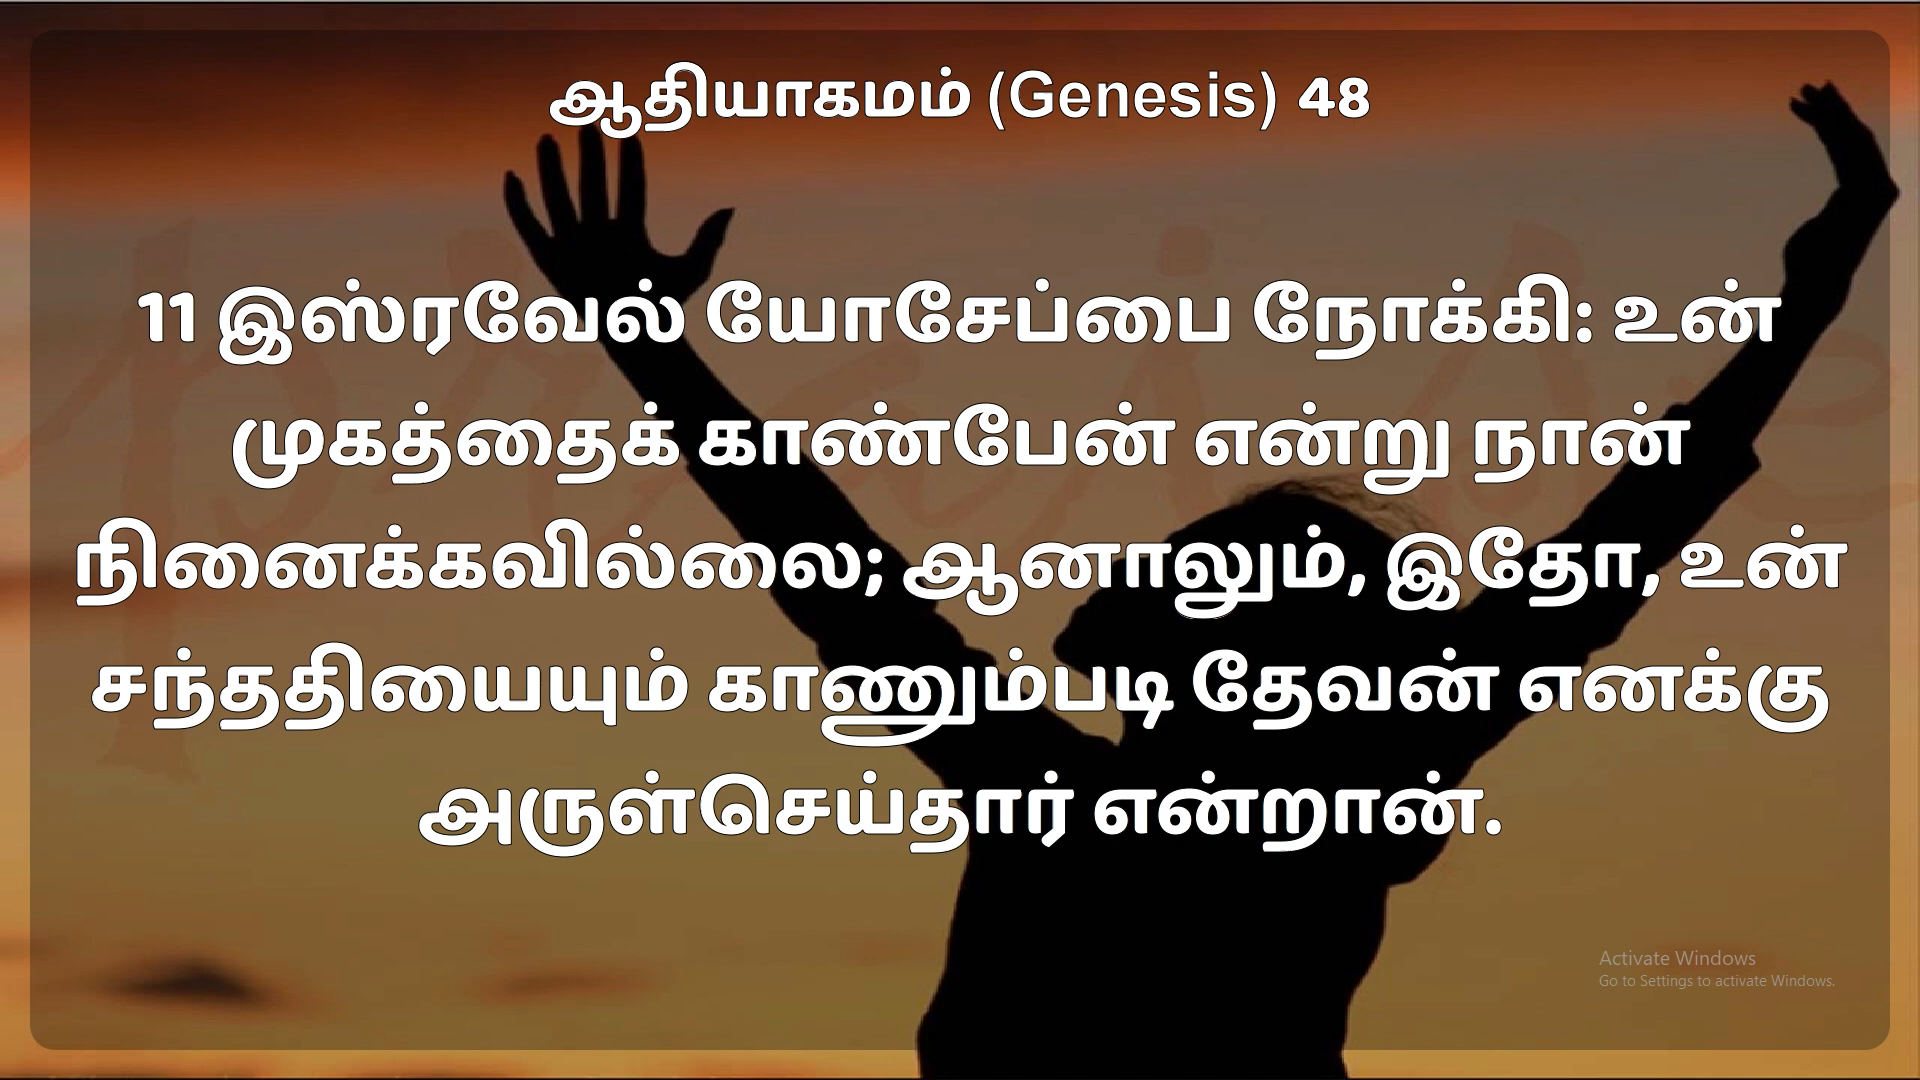 ஆதியாகமம் (Genesis) 48
11 இஸ்ரவேல் யோசேப்பை நோக்கி: உன்
முகத்தைக் காண்பேன் என்று நான்
நினைக்கவில்லை; ஆனாலும், இதோ, உன்
சந்ததியையும் காணும்படி தேவன் எனக்கு
அருள்செய்தார் என்றான்.
praise
Activate Windows
Go to Settings to activate Windows.